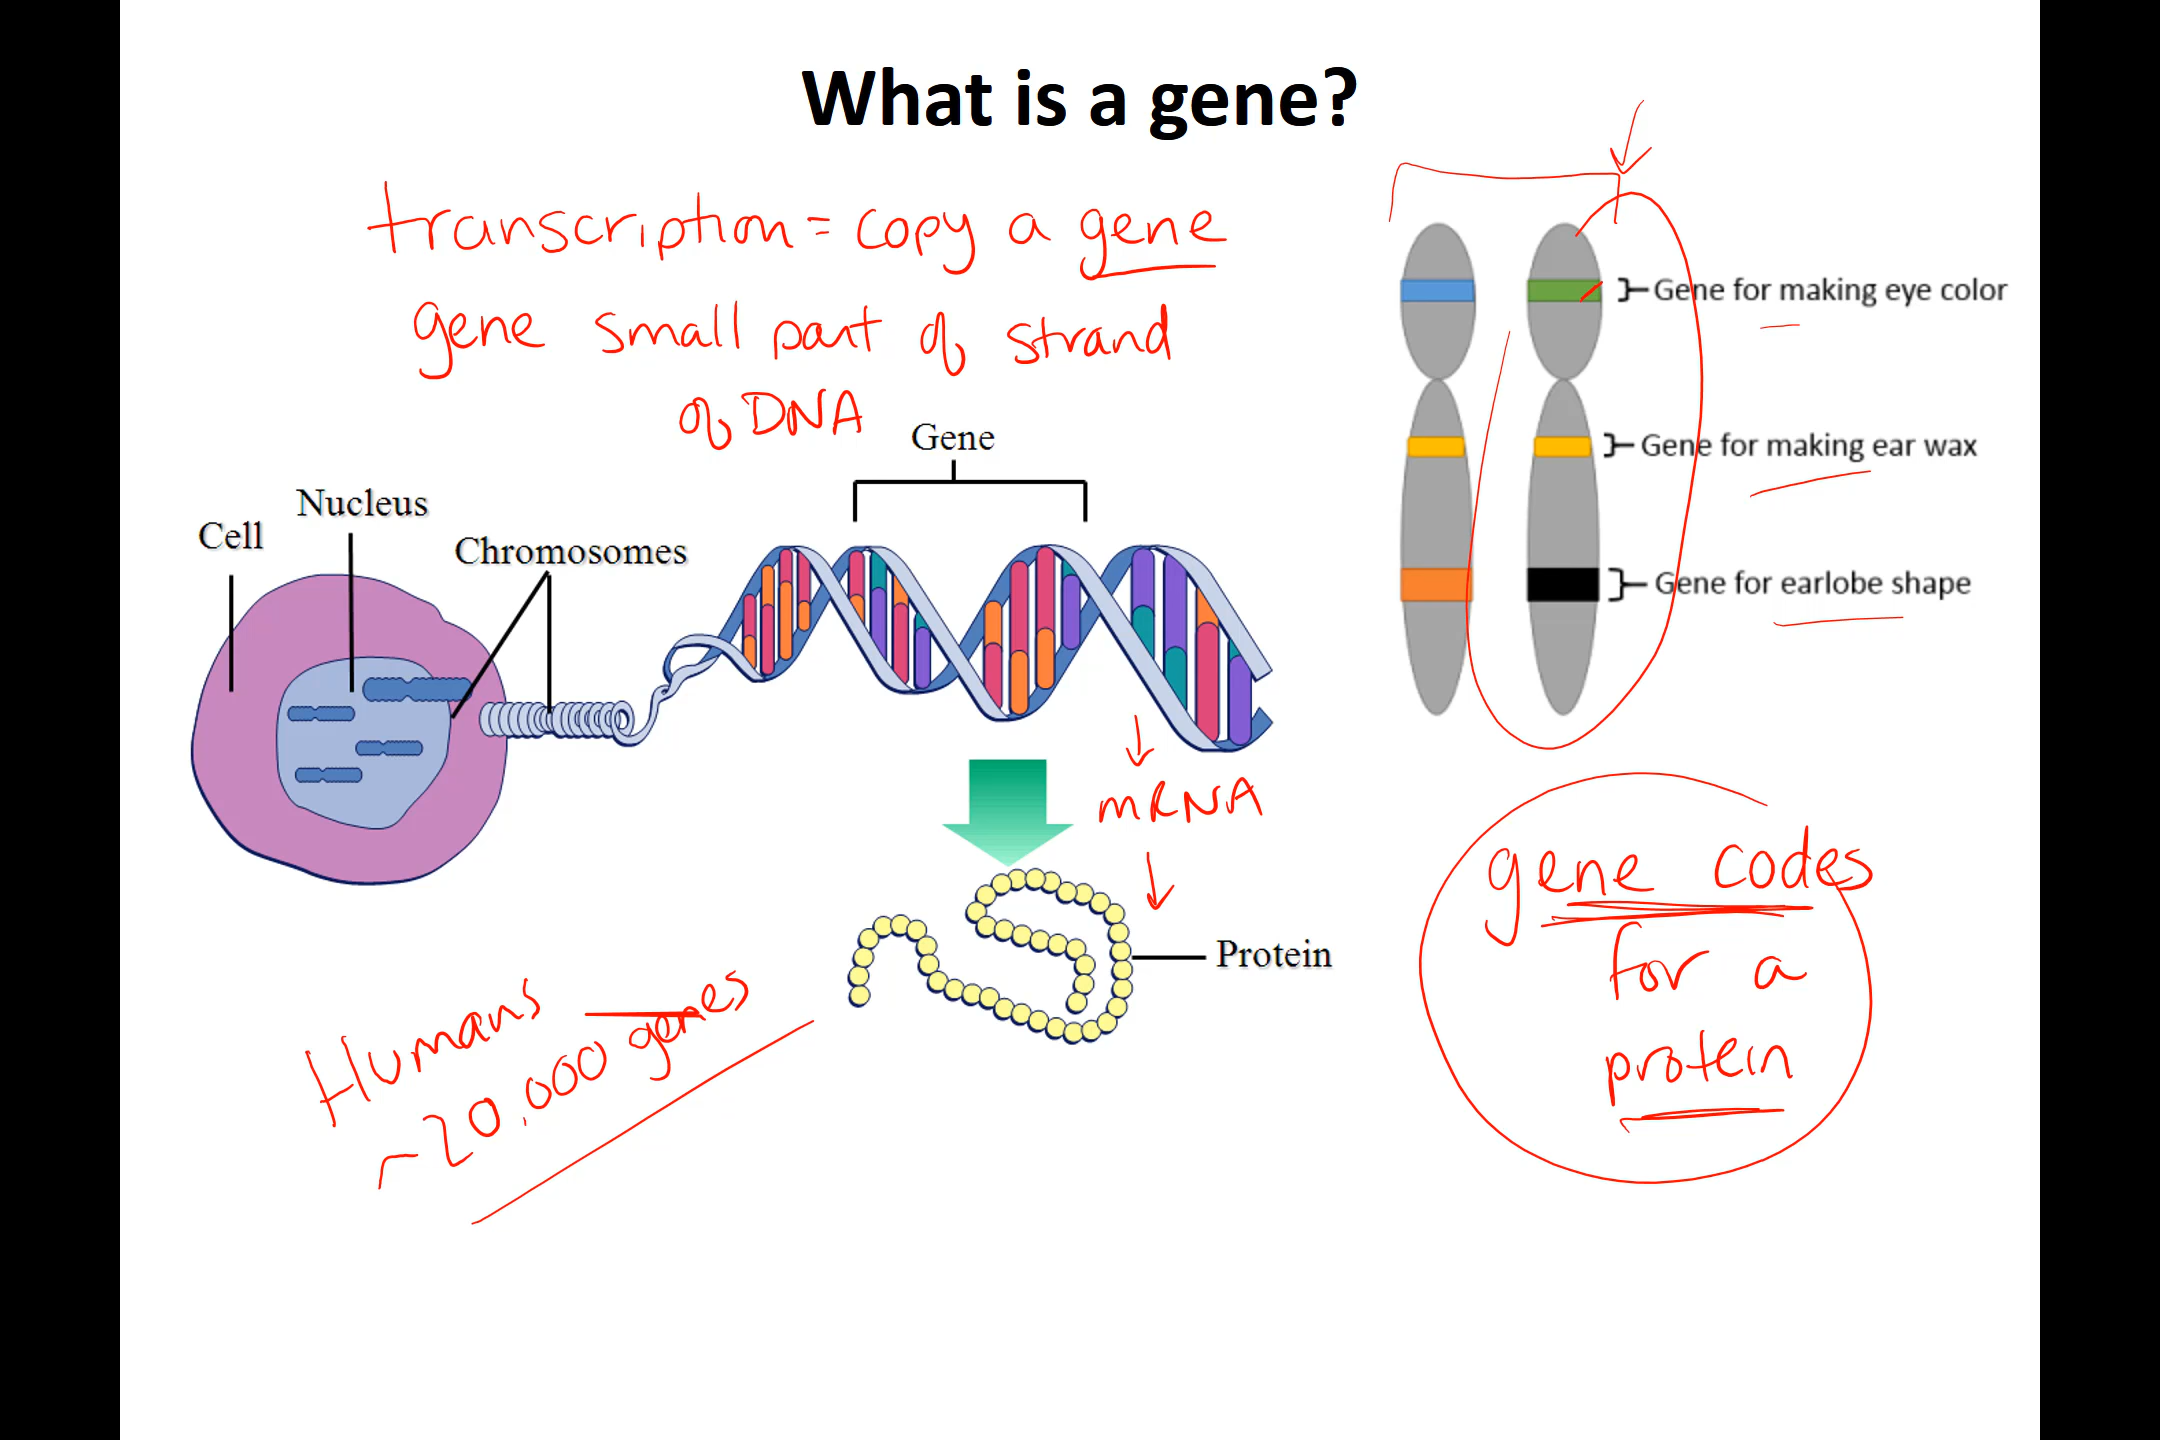 What is a gene?
transcription = copy a gene
gene small part of strand
of DNA
Gene
Nucleus
Cell
Chromosomes
mRNA
Protein
Humans
~20,000 genes
Gene for making eye color
Gene for making ear wax
Gene for earlobe shape
gene codes
for a
protein